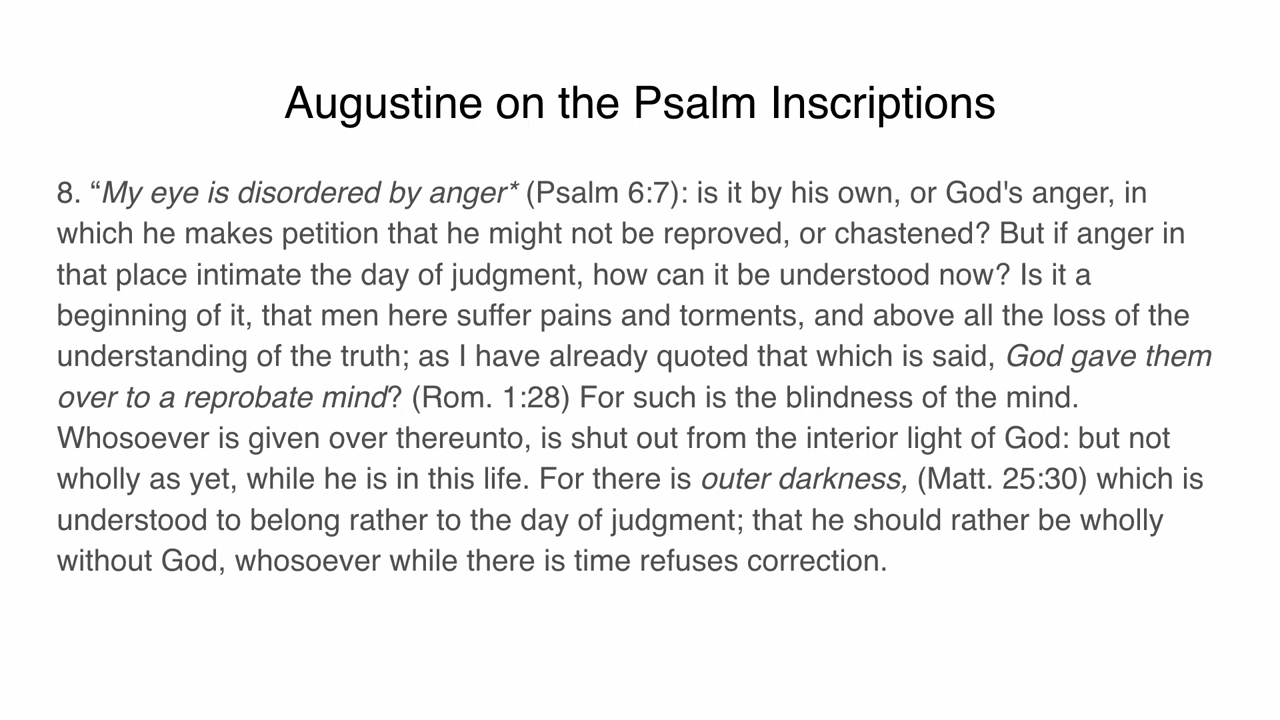 Augustine on the Psalm Inscriptions
8. “My eye is disordered by anger* (Psalm 6:7): is it by his own, or God's anger, in
which he makes petition that he might not be reproved, or chastened? But if anger in
that place intimate the day of judgment, how can it be understood now? Is it a
beginning of it, that men here suffer pains and torments, and above all the loss of the
understanding of the truth; as I have already quoted that which is said, God gave them
over to a reprobate mind? (Rom. 1:28) For such is the blindness of the mind.
Whosoever is given over thereunto, is shut out from the interior light of God: but not
wholly as yet, while he is in this life. For there is outer darkness, (Matt. 25:30) which is
understood to belong rather to the day of judgment; that he should rather be wholly
without God, whosoever while there is time refuses correction.